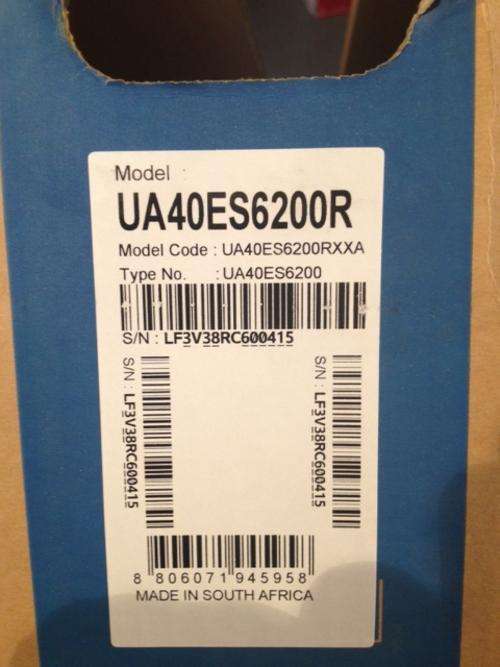 Model :
UA40ES6200R
Model Code : UA40ES6200RXXA
Type No. : UA40ES6200
S/N : LF3V38RC600415
S/N : LF3V38RC600415
S/N : LF3V38RC600415
8 806071 945958
MADE IN SOUTH AFRICA